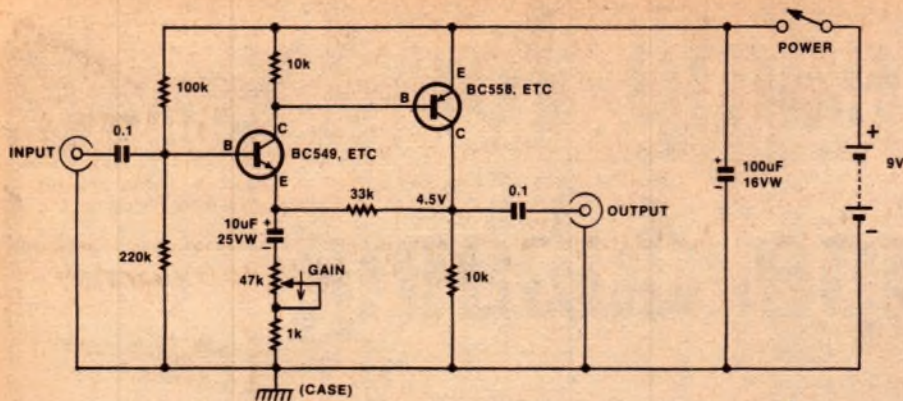 POWER
10k
E
100k
BC558, ETC
B
C
C
0.1
BC549, ETC
+
INPUT
B
+
100uF
16VW
-
9V
E
33k
4.5V
0.1
OUTPUT
-
10uF
25VW
+
-
220k
GAIN
47k
10k
1k
(CASE)